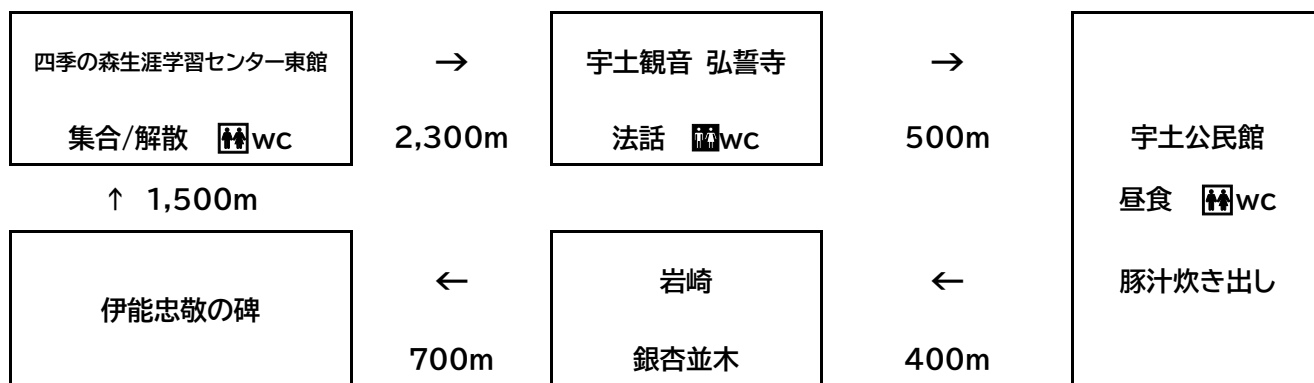 四季の森生涯学習センター東館
集合/解散 🚻wc
→
2,300m
宇土観音 弘誓寺
法話 🚻wc
→
500m
宇土公民館
昼食 🚻wc
豚汁炊き出し
←
400m
岩崎
銀杏並木
←
700m
伊能忠敬の碑
↑ 1,500m